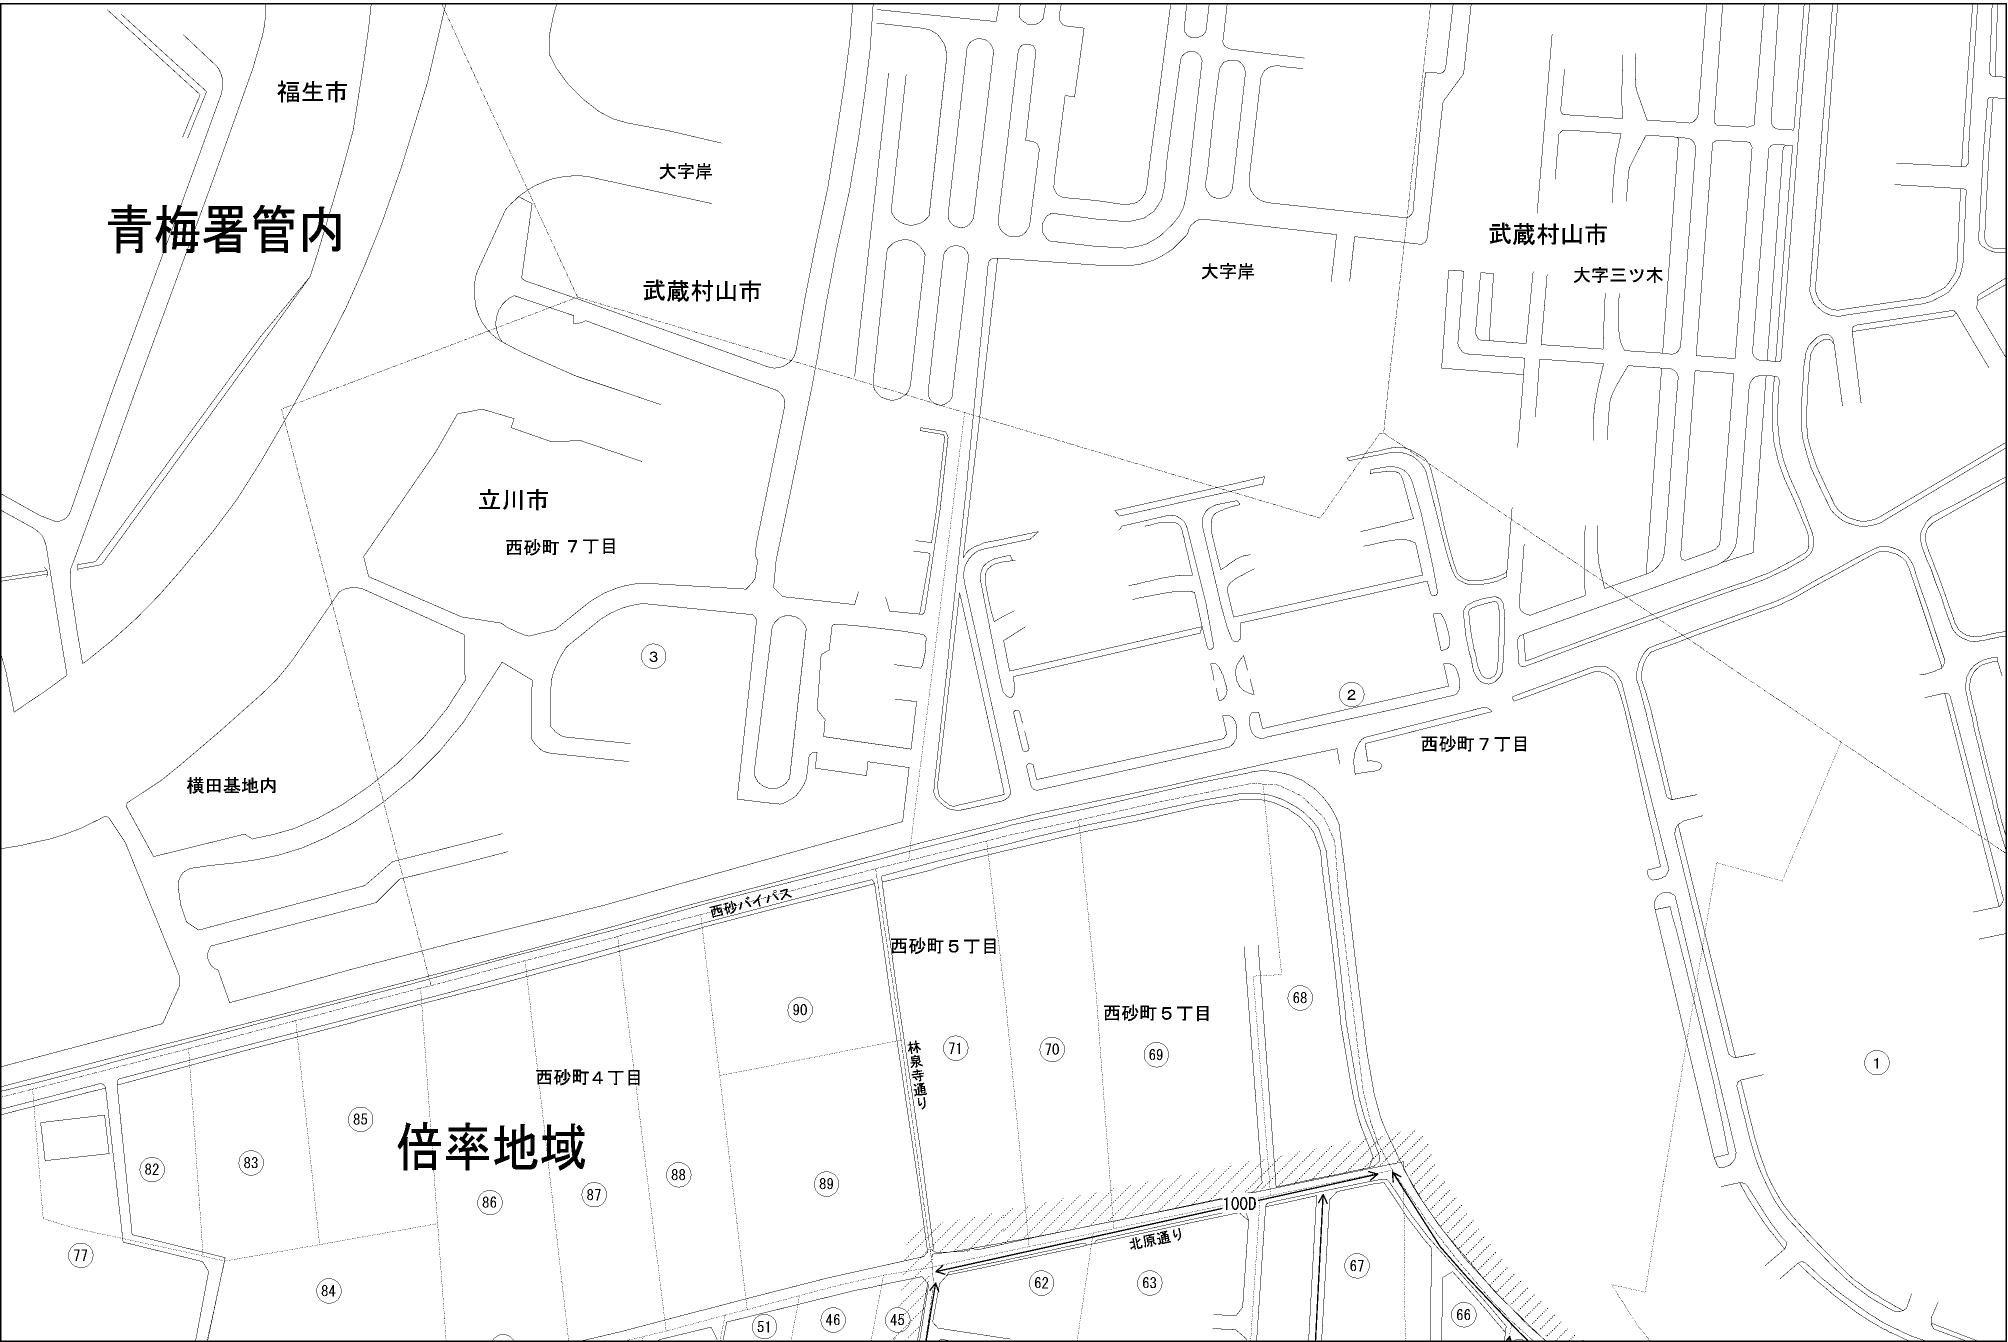 福生市
大字岸
青梅署管内
武蔵村山市
大字三ツ木
大字岸
武蔵村山市
立川市
西砂町７丁目
3
2
西砂町７丁目
横田基地内
西砂バイパス
西砂町５丁目
90
68
西砂町５丁目
71
70
69
林泉寺通り
1
西砂町４丁目
85
倍率地域
82
83
88
89
86
87
100D
北原通り
77
84
62
63
67
51
46
45
66